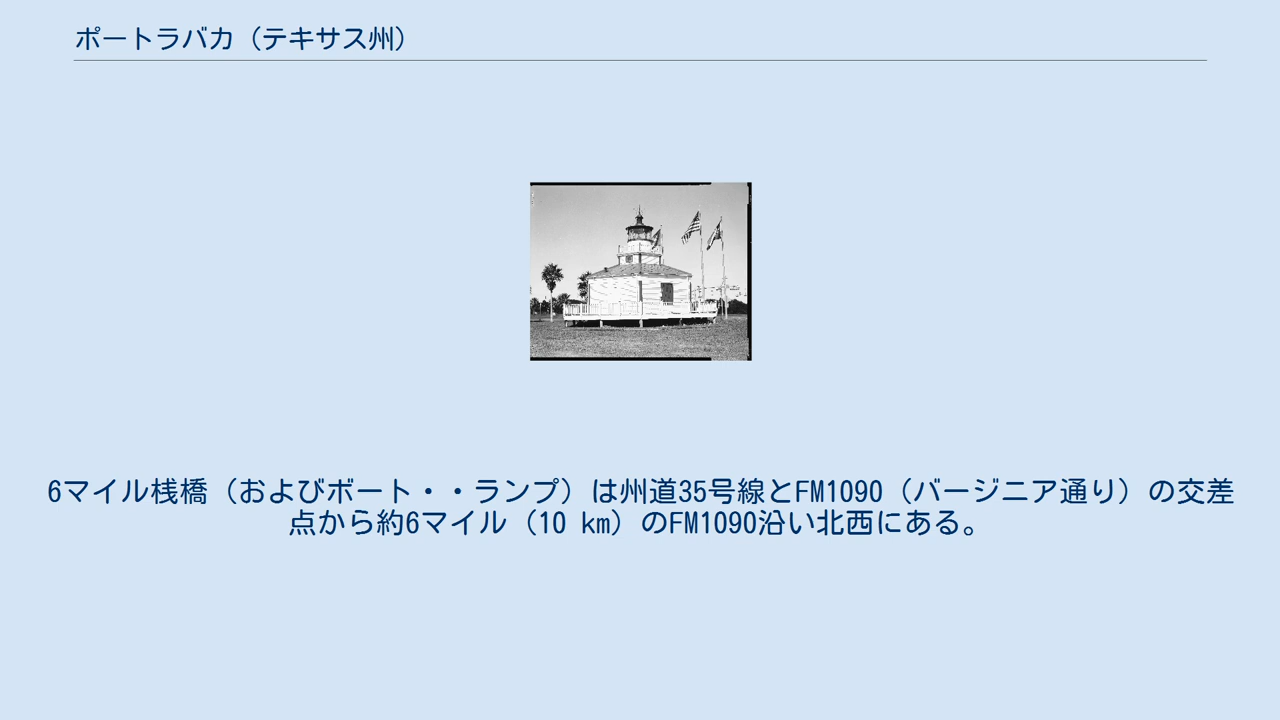 ポートラバカ（テキサス州）
6マイル桟橋（およびボート・・ランプ）は州道35号線とFM1090（バージニア通り）の交差
点から約6マイル（10 km）のFM1090沿い北西にある。